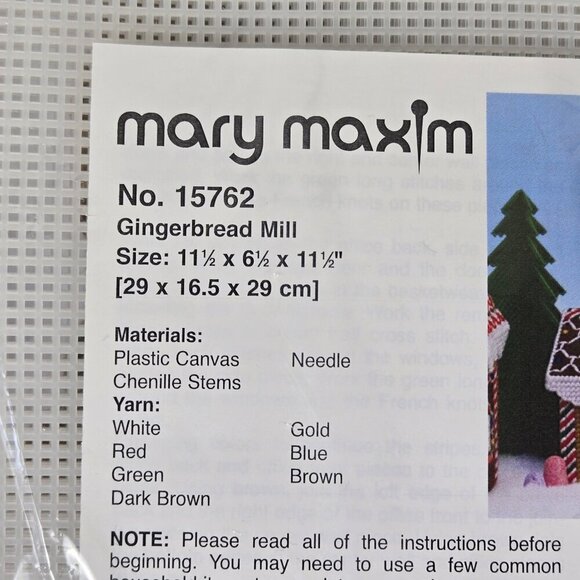 mary maxim
No. 15762
Gingerbread Mill
Size: 11½ x 6½ x 11½"
[29 x 16.5 x 29 cm]
Materials:
Plastic Canvas Needle
Chenille Stems
Yarn:
White Gold
Red Blue
Green Brown
Dark Brown
NOTE: Please read all of the instructions before
beginning. You may need to use a few common